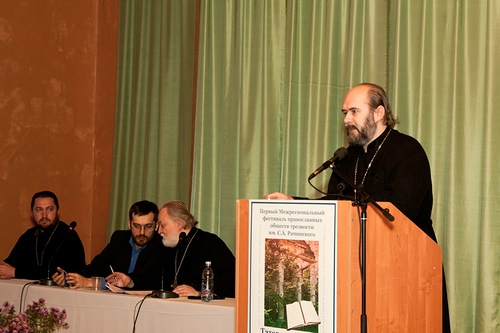 Первый Межрегиональный
фестиваль православных
обществ трезвости
им. С.А. Рачинского